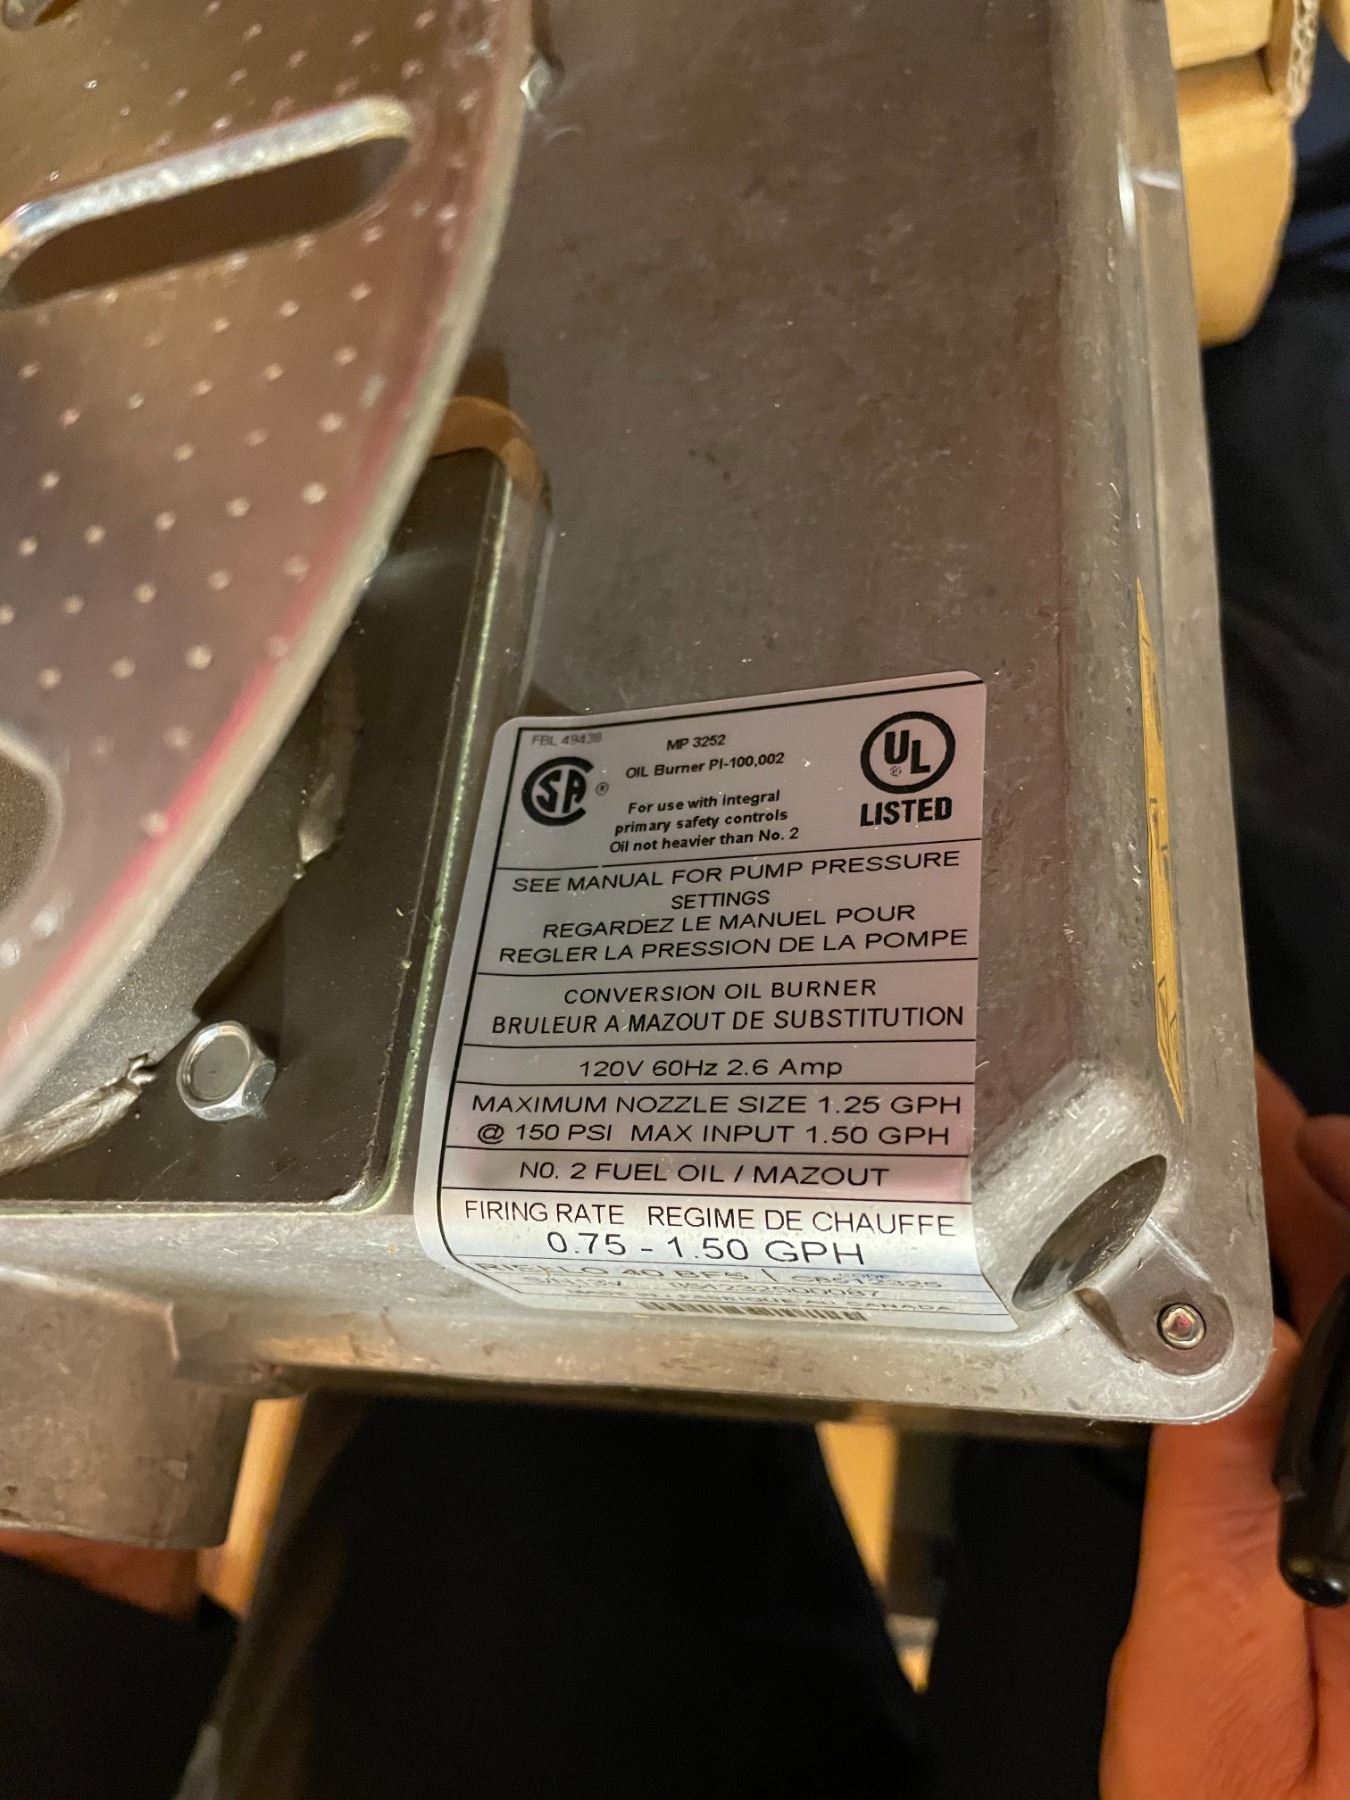 FBL 49438
MP 3252
OIL Burner PI-100,002
SA ®
UL ®
LISTED
For use with integral
primary safety controls
Oil not heavier than No. 2
SEE MANUAL FOR PUMP PRESSURE
SETTINGS
REGARDEZ LE MANUEL POUR
REGLER LA PRESSION DE LA POMPE
CONVERSION OIL BURNER
BRULEUR A MAZOUT DE SUBSTITUTION
120V 60Hz 2.6 Amp
MAXIMUM NOZZLE SIZE 1.25 GPH
@ 150 PSI MAX INPUT 1.50 GPH
NO. 2 FUEL OIL / MAZOUT
FIRING RATE REGIME DE CHAUFFE
0.75 - 1.50 GPH
RIELLO 40 BF5
CANADA